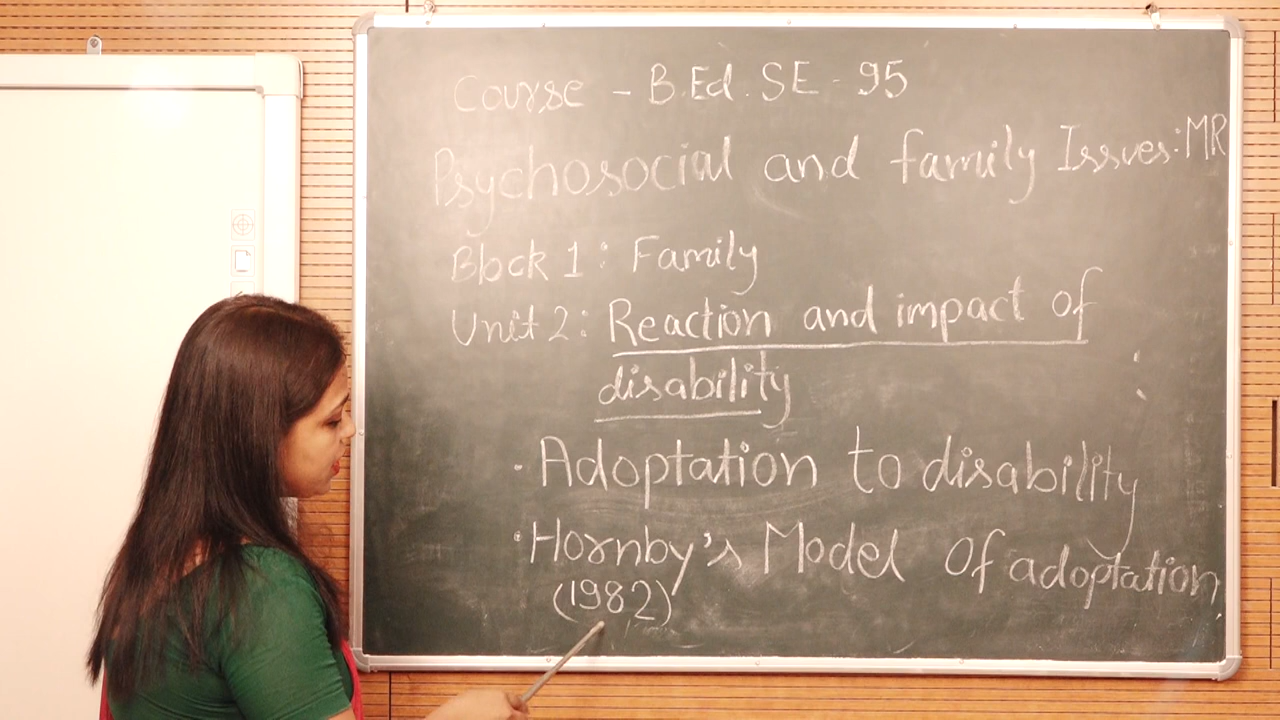 Course - B.Ed. SE - 95
Psychosocial and family Issues: MR
Block 1: Family
Unit 2: Reaction and impact of
disability
· Adoptation to disability
· Hornby's Model Of adoptation
(1982)